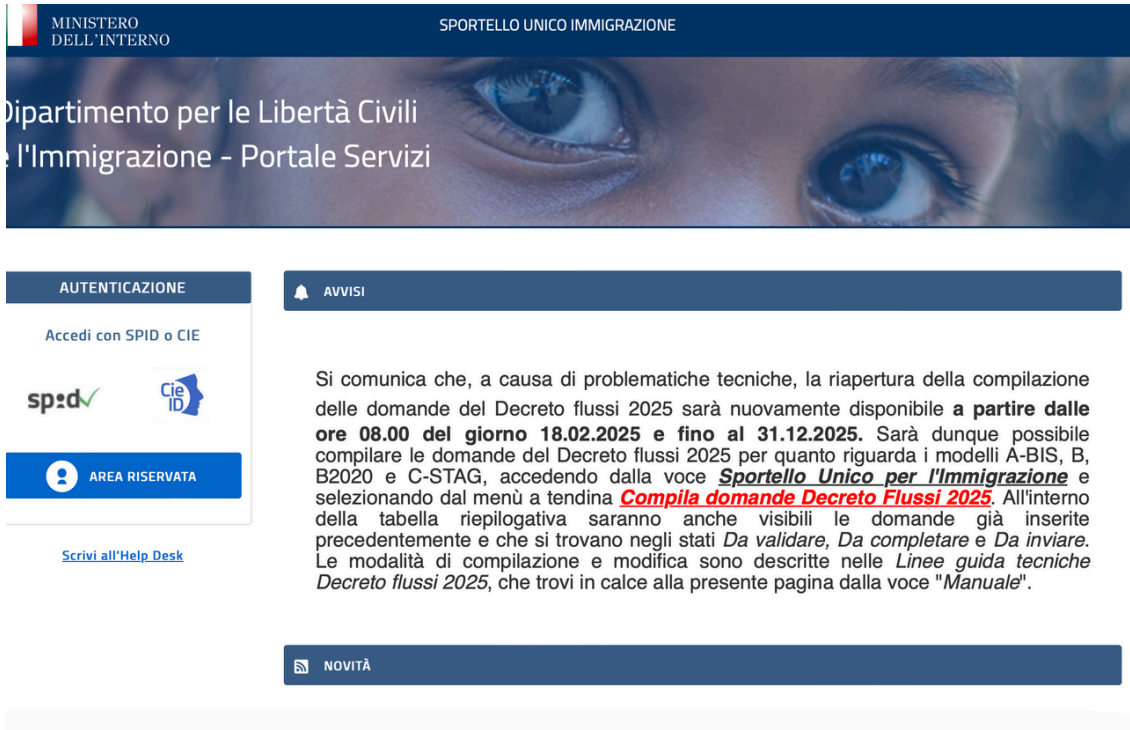 MINISTERO
DELL'INTERNO
SPORTELLO UNICO IMMIGRAZIONE
Dipartimento per le Libertà Civili
e l'Immigrazione - Portale Servizi
AUTENTICAZIONE
Accedi con SPID o CIE
spid
Cie
ID
AREA RISERVATA
Scrivi all'Help Desk
AVVISI
Si comunica che, a causa di problematiche tecniche, la riapertura della compilazione
delle domande del Decreto flussi 2025 sarà nuovamente disponibile a partire dalle
ore 08.00 del giorno 18.02.2025 e fino al 31.12.2025. Sarà dunque possibile
compilare le domande del Decreto flussi 2025 per quanto riguarda i modelli A-BIS, B,
B2020 e C-STAG, accedendo dalla voce Sportello Unico per l'Immigrazione e
selezionando dal menù a tendina Compila domande Decreto Flussi 2025. All'interno
della tabella riepilogativa saranno anche visibili le domande già inserite
precedentemente e che si trovano negli stati Da validare, Da completare e Da inviare.
Le modalità di compilazione e modifica sono descritte nelle Linee guida tecniche
Decreto flussi 2025, che trovi in calce alla presente pagina dalla voce "Manuale".
NOVITÀ